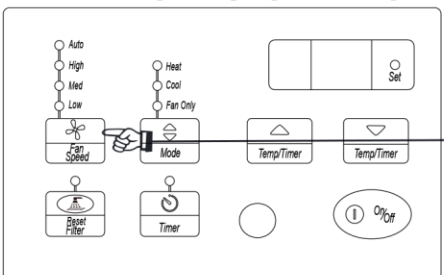 Auto
High
Med
Low
Heat
Cool
Fan Only
Set
Fan
Speed
Mode
Temp/Timer
Temp/Timer
Reset
Filter
Timer
On/Off